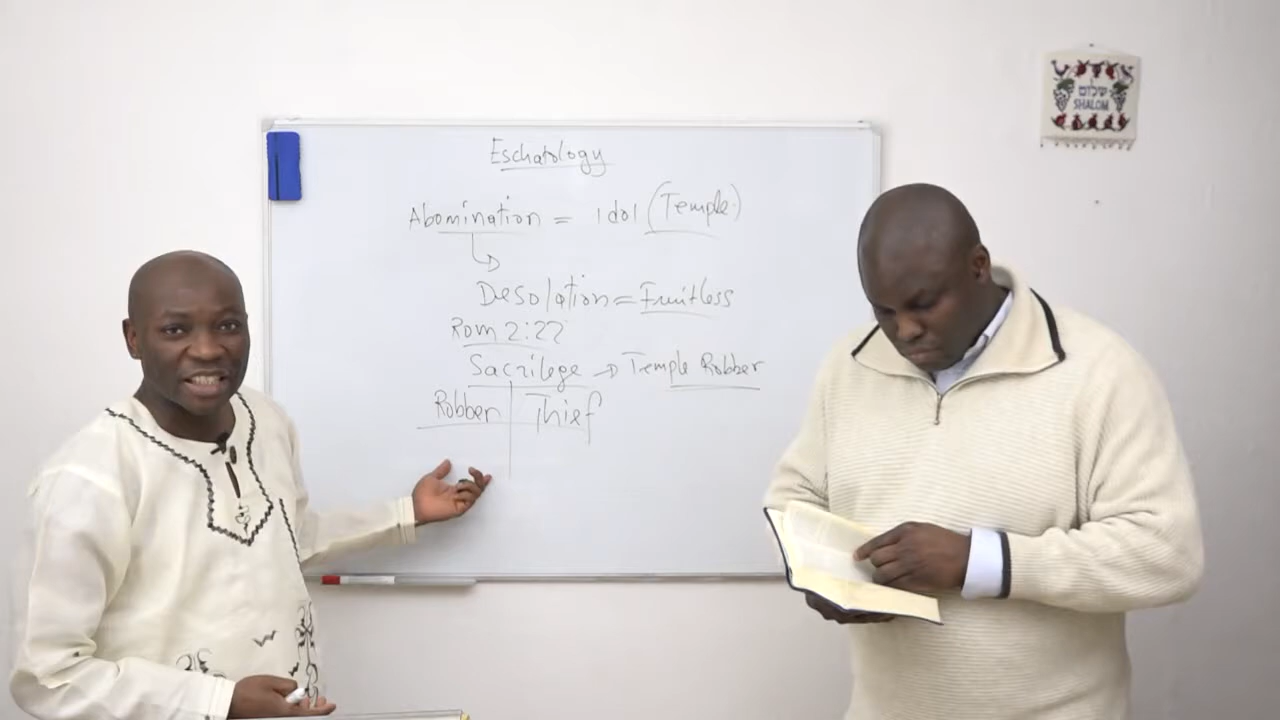 Eschatology
Abomination = Idol (Temple)
Desolation = Fruitless
Rom 2:22
Sacrilege → Temple Robber
Robber | Thief
שלום
SHALOM